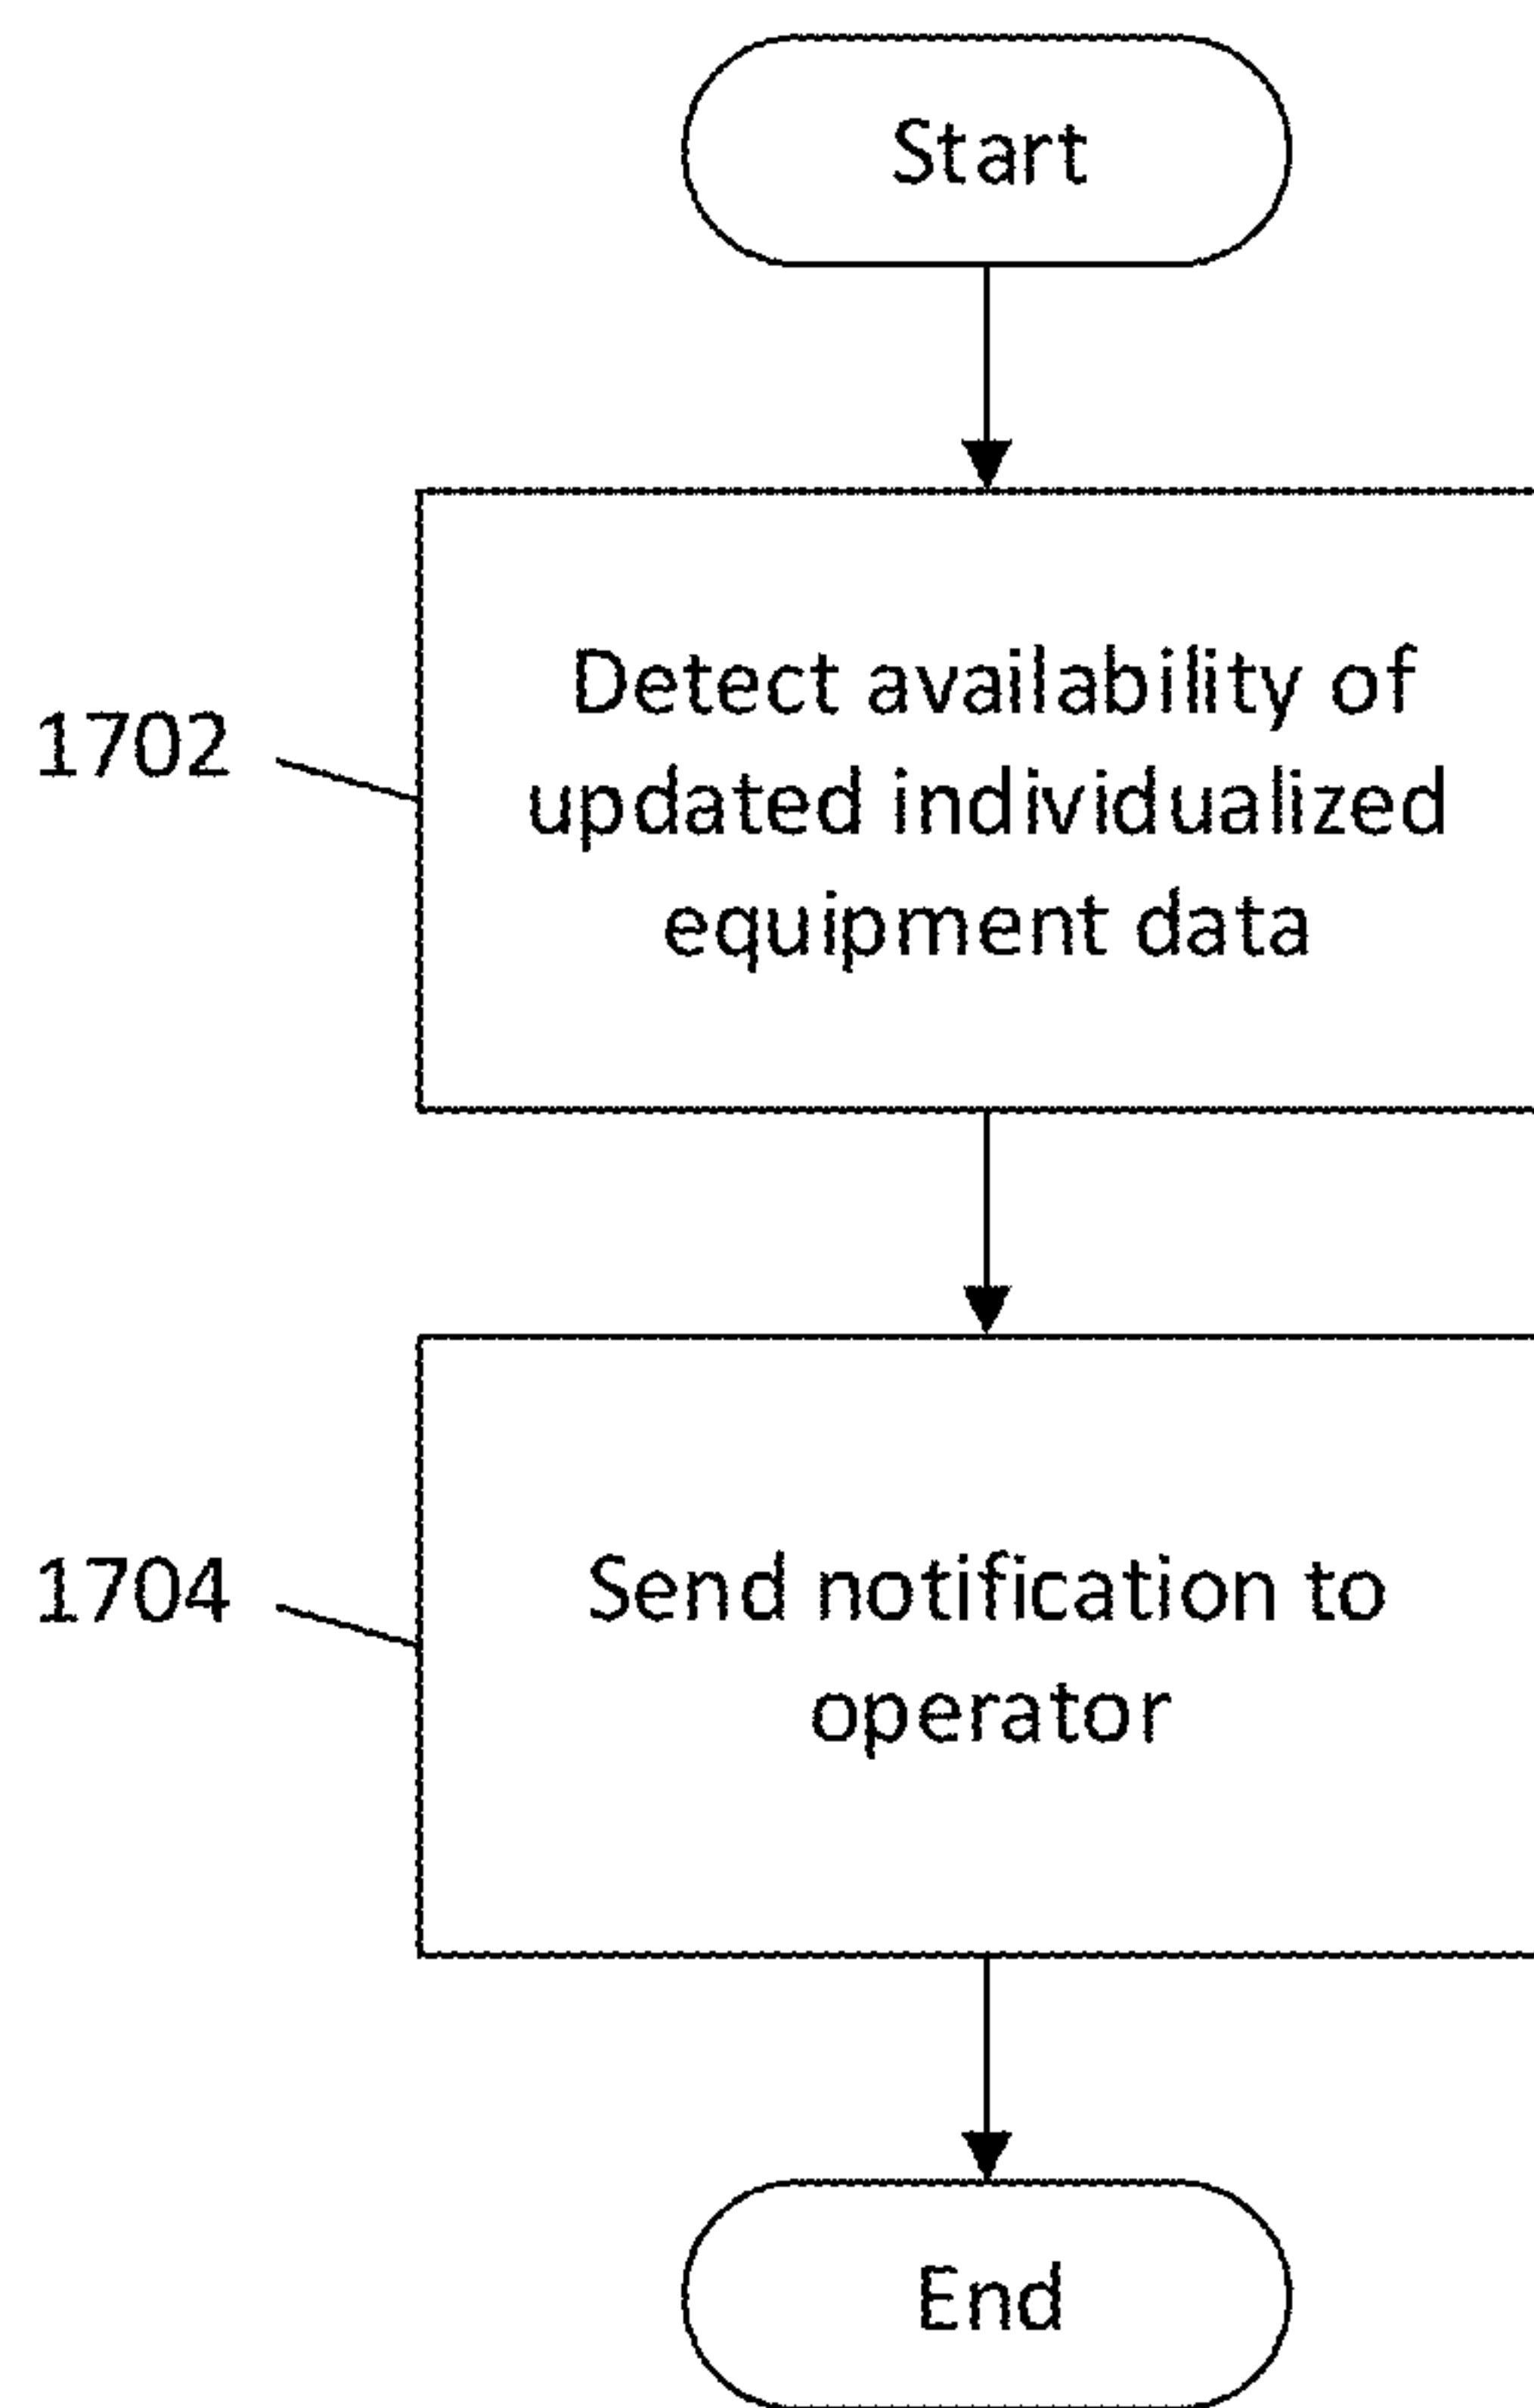 Start
Detect availability of
updated individualized
equipment data
1702
Send notification to
operator
1704
End